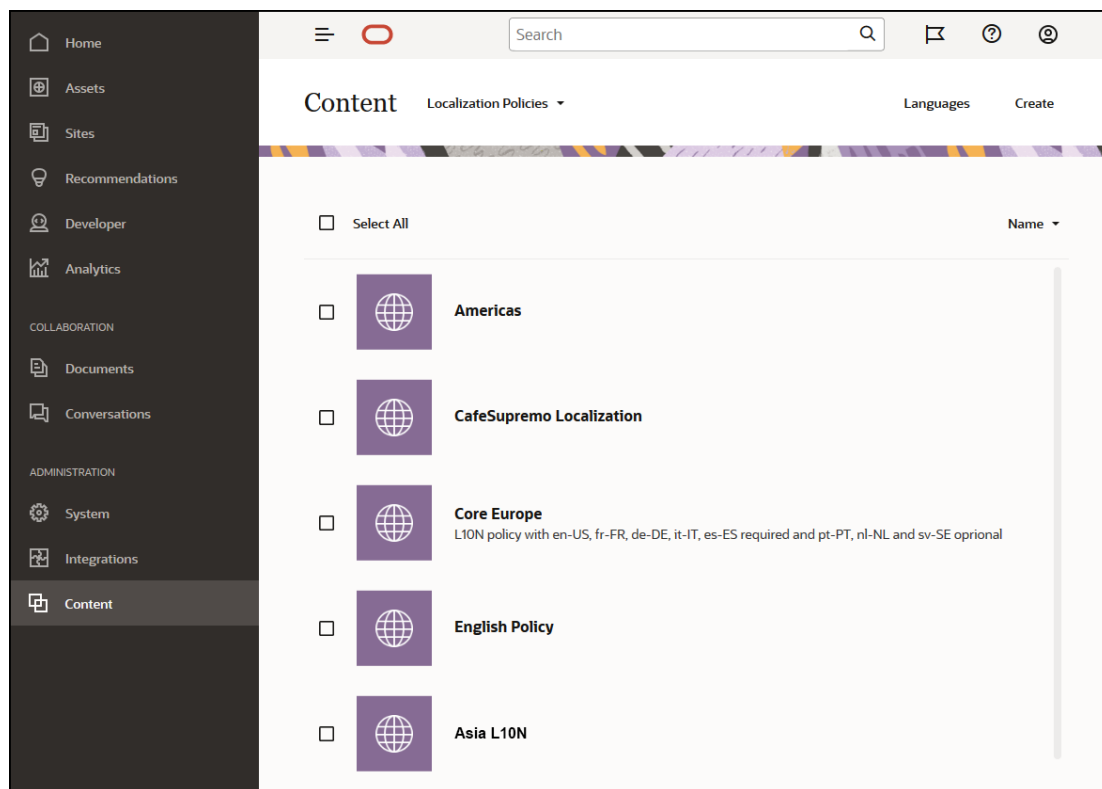 Home
Assets
Sites
Recommendations
Developer
Analytics
COLLABORATION
Documents
Conversations
ADMINISTRATION
System
Integrations
Content
Search
Content Localization Policies Languages Create
Select All Name
Americas
CafeSupremo Localization
Core Europe
L10N policy with en-US, fr-FR, de-DE, it-IT, es-ES required and pt-PT, nl-NL and sv-SE oprional
English Policy
Asia L10N